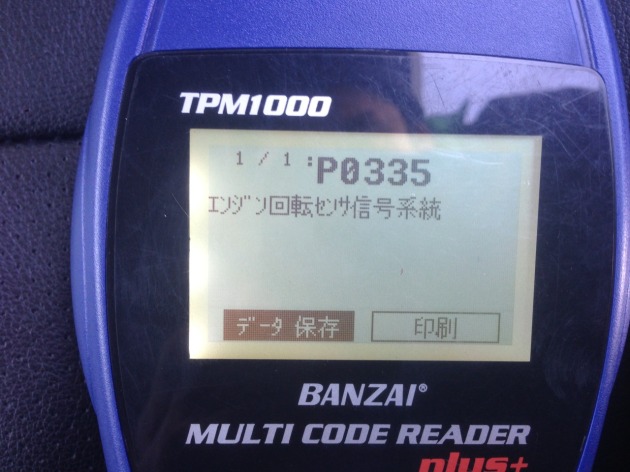 TPM1000
1 / 1 :P0335
ｴﾝｼﾞﾝ回転ｾﾝｻ信号系統
ﾃﾞｰﾀ 保存 印刷
BANZAI®
MULTI CODE READER
plus+